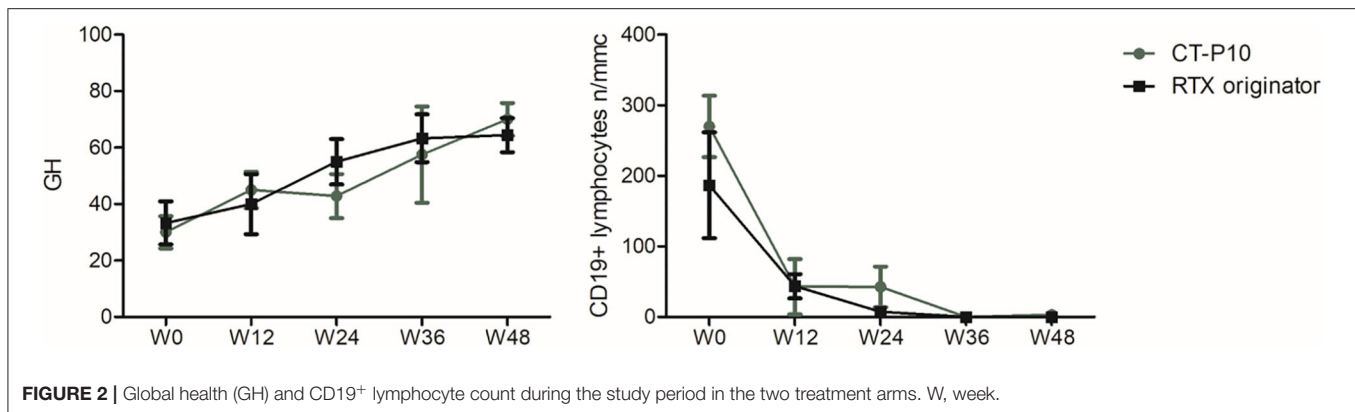 100
80
60
40
20
0
GH
W0 W12 W24 W36 W48
400
300
200
100
0
CD19+ lymphocytes n/mmc
W0 W12 W24 W36 W48
CT-P10
RTX originator
FIGURE 2 | Global health (GH) and CD19+ lymphocyte count during the study period in the two treatment arms. W, week.